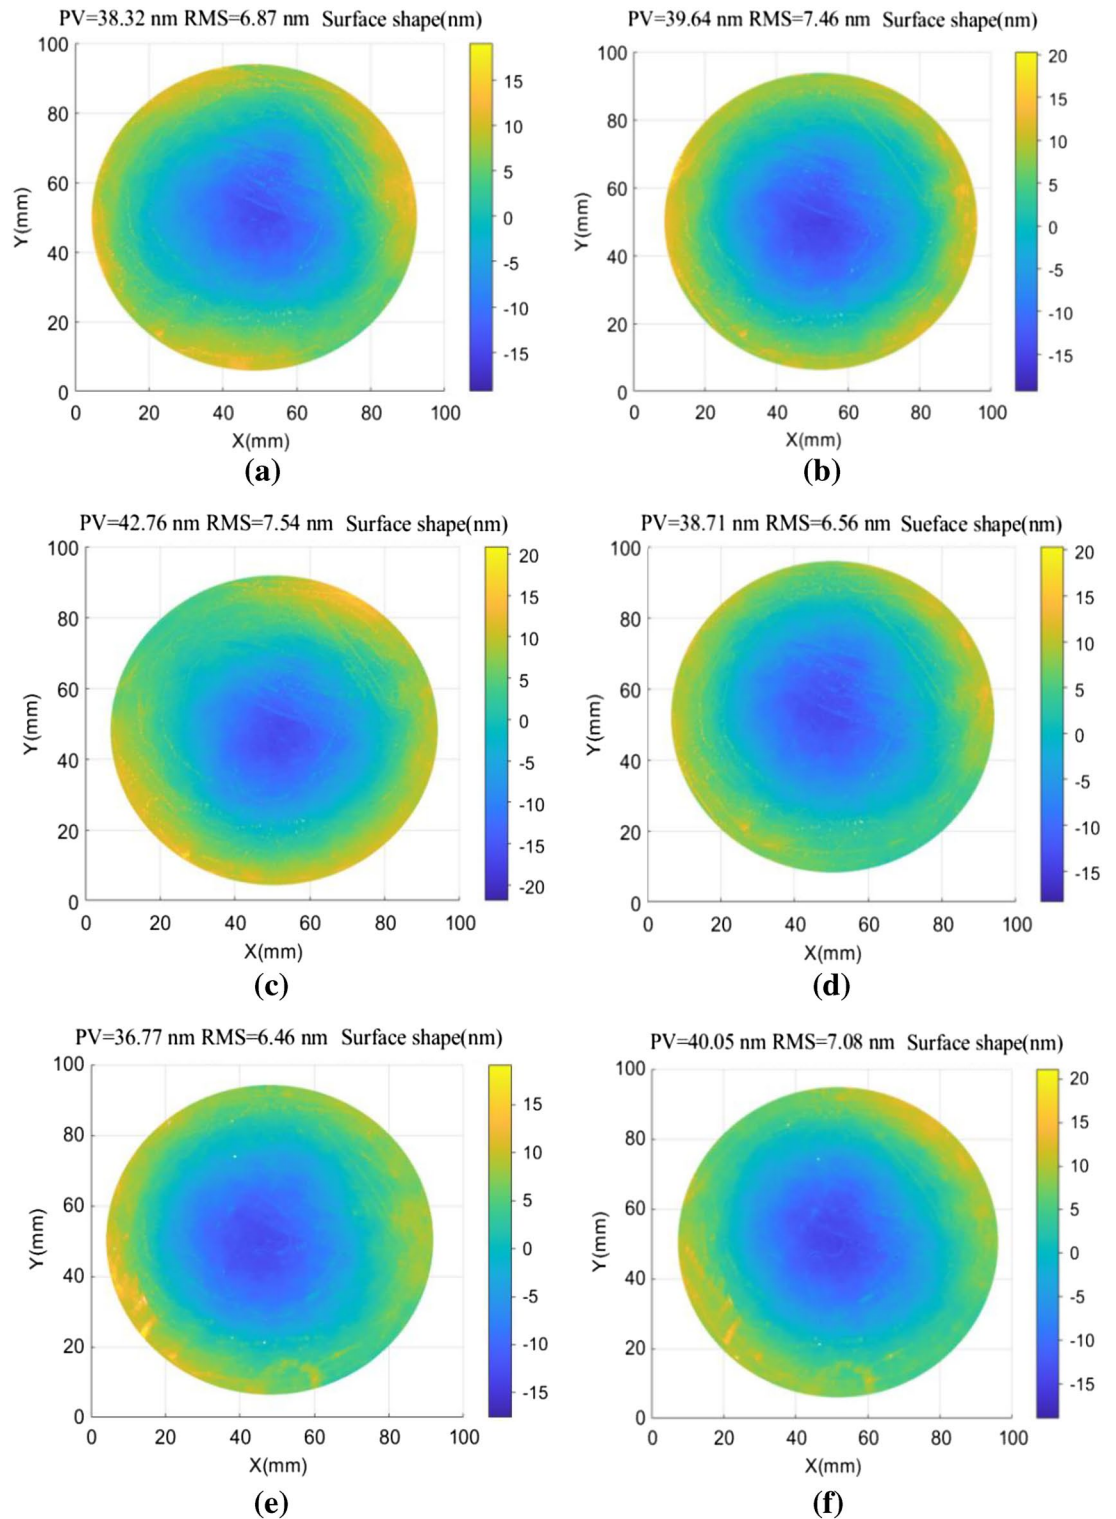 PV=38.32 nm RMS=6.87 nm Surface shape(nm)
100
80
60
40
20
0
Y(mm)
0 20 40 60 80 100
X(mm)
15
10
5
0
-5
-10
-15
(a)
PV=39.64 nm RMS=7.46 nm Surface shape(nm)
100
80
60
40
20
0
Y(mm)
0 20 40 60 80 100
X(mm)
20
15
10
5
0
-5
-10
-15
(b)
PV=42.76 nm RMS=7.54 nm Surface shape(nm)
100
80
60
40
20
0
Y(mm)
0 20 40 60 80 100
X(mm)
20
15
10
5
0
-5
-10
-15
-20
(c)
PV=38.71 nm RMS=6.56 nm Sueface shape(nm)
100
80
60
40
20
0
Y(mm)
0 20 40 60 80 100
X(mm)
20
15
10
5
0
-5
-10
-15
(d)
PV=36.77 nm RMS=6.46 nm Surface shape(nm)
100
80
60
40
20
0
Y(mm)
0 20 40 60 80 100
X(mm)
15
10
5
0
-5
-10
-15
(e)
PV=40.05 nm RMS=7.08 nm Surface shape(nm)
100
80
60
40
20
0
Y(mm)
0 20 40 60 80 100
X(mm)
20
15
10
5
0
-5
-10
-15
(f)